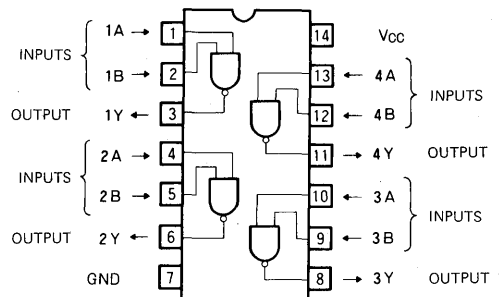 1A 1 14 VCC
INPUTS
1B 2 13 4A
INPUTS
OUTPUT 1Y 3 12 4B
2A 4 11 4Y OUTPUT
INPUTS
2B 5 10 3A
INPUTS
OUTPUT 2Y 6 9 3B
GND 7 8 3Y OUTPUT